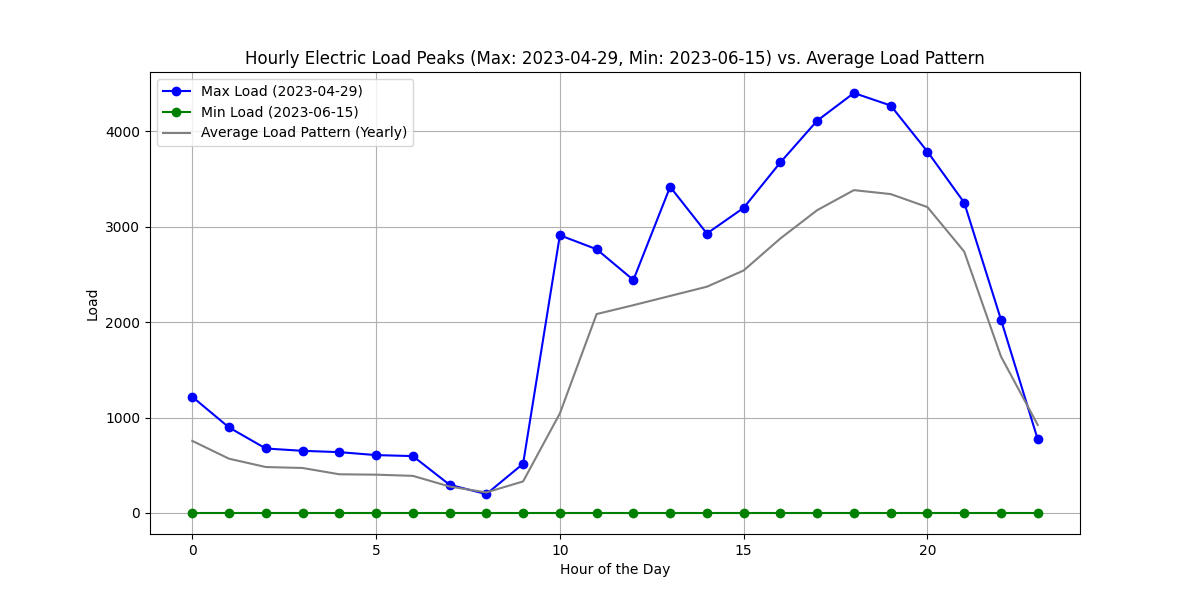 Hourly Electric Load Peaks (Max: 2023-04-29, Min: 2023-06-15) vs. Average Load Pattern
Max Load (2023-04-29)
Min Load (2023-06-15)
Average Load Pattern (Yearly)
4000
3000
2000
1000
0
Load
0 5 10 15 20
Hour of the Day